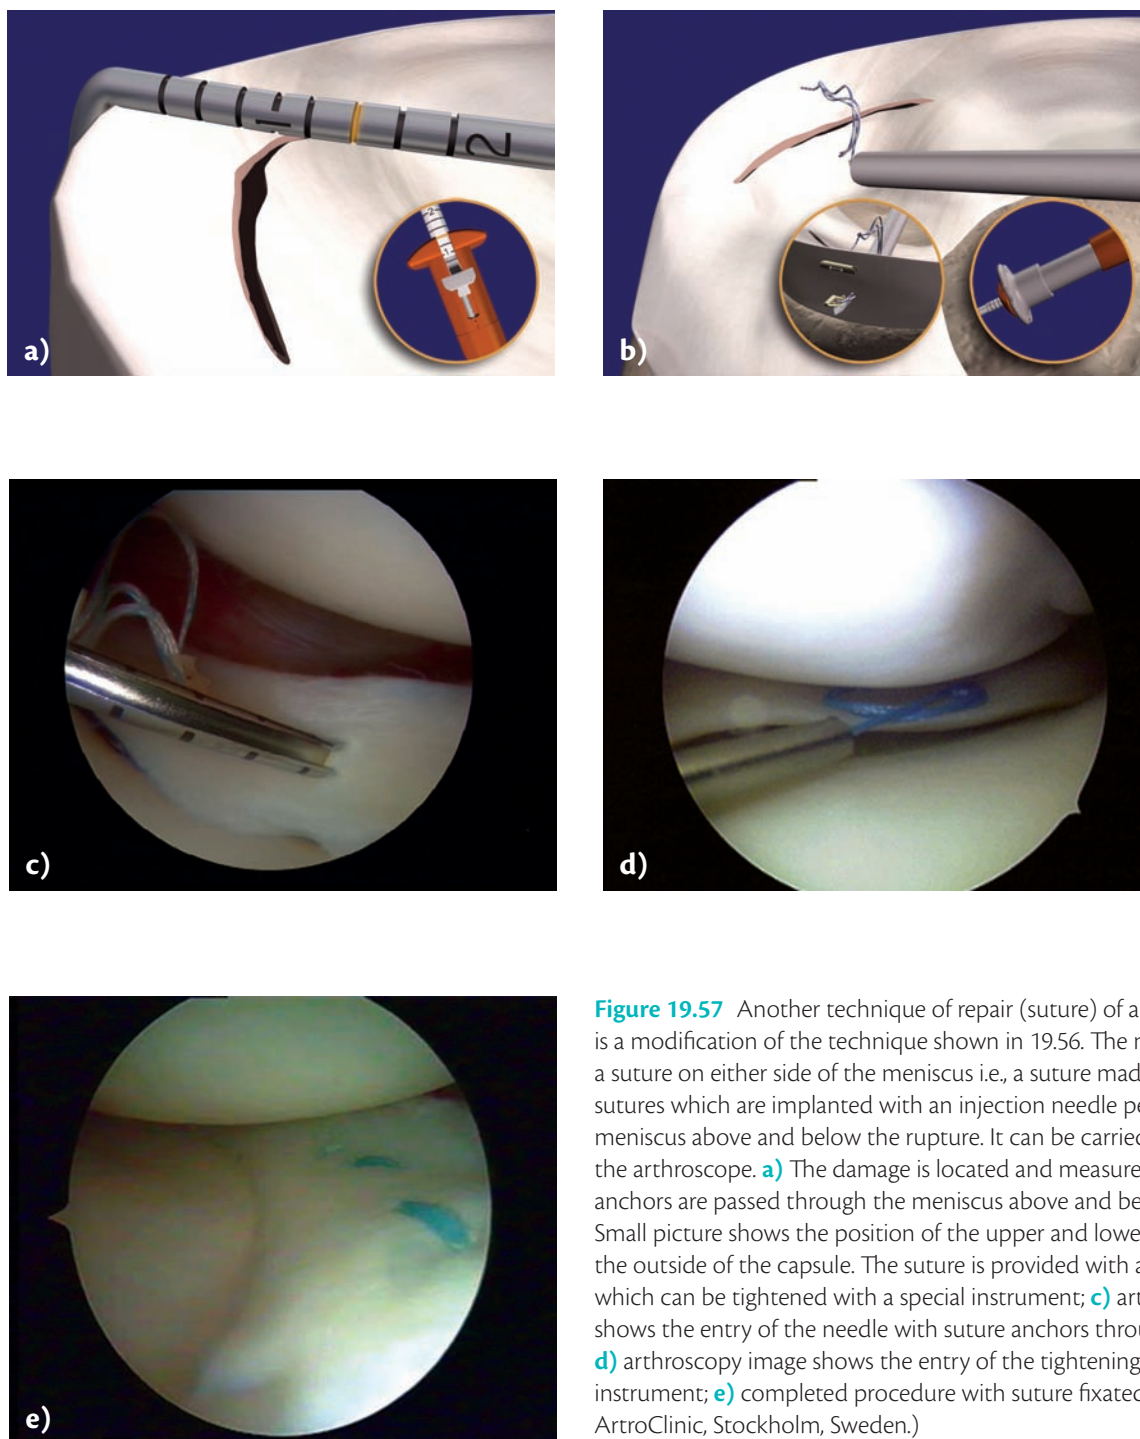 1
2
a)
b)
c)
d)
e)
Figure 19.57 Another technique of repair (suture) of a
is a modification of the technique shown in 19.56. The
a suture on either side of the meniscus i.e., a suture mad
sutures which are implanted with an injection needle pe
meniscus above and below the rupture. It can be carried
the arthroscope. a) The damage is located and measure
anchors are passed through the meniscus above and be
Small picture shows the position of the upper and lowe
the outside of the capsule. The suture is provided with a
which can be tightened with a special instrument; c) art
shows the entry of the needle with suture anchors throu
d) arthroscopy image shows the entry of the tightening
instrument; e) completed procedure with suture fixated
ArtroClinic, Stockholm, Sweden.)